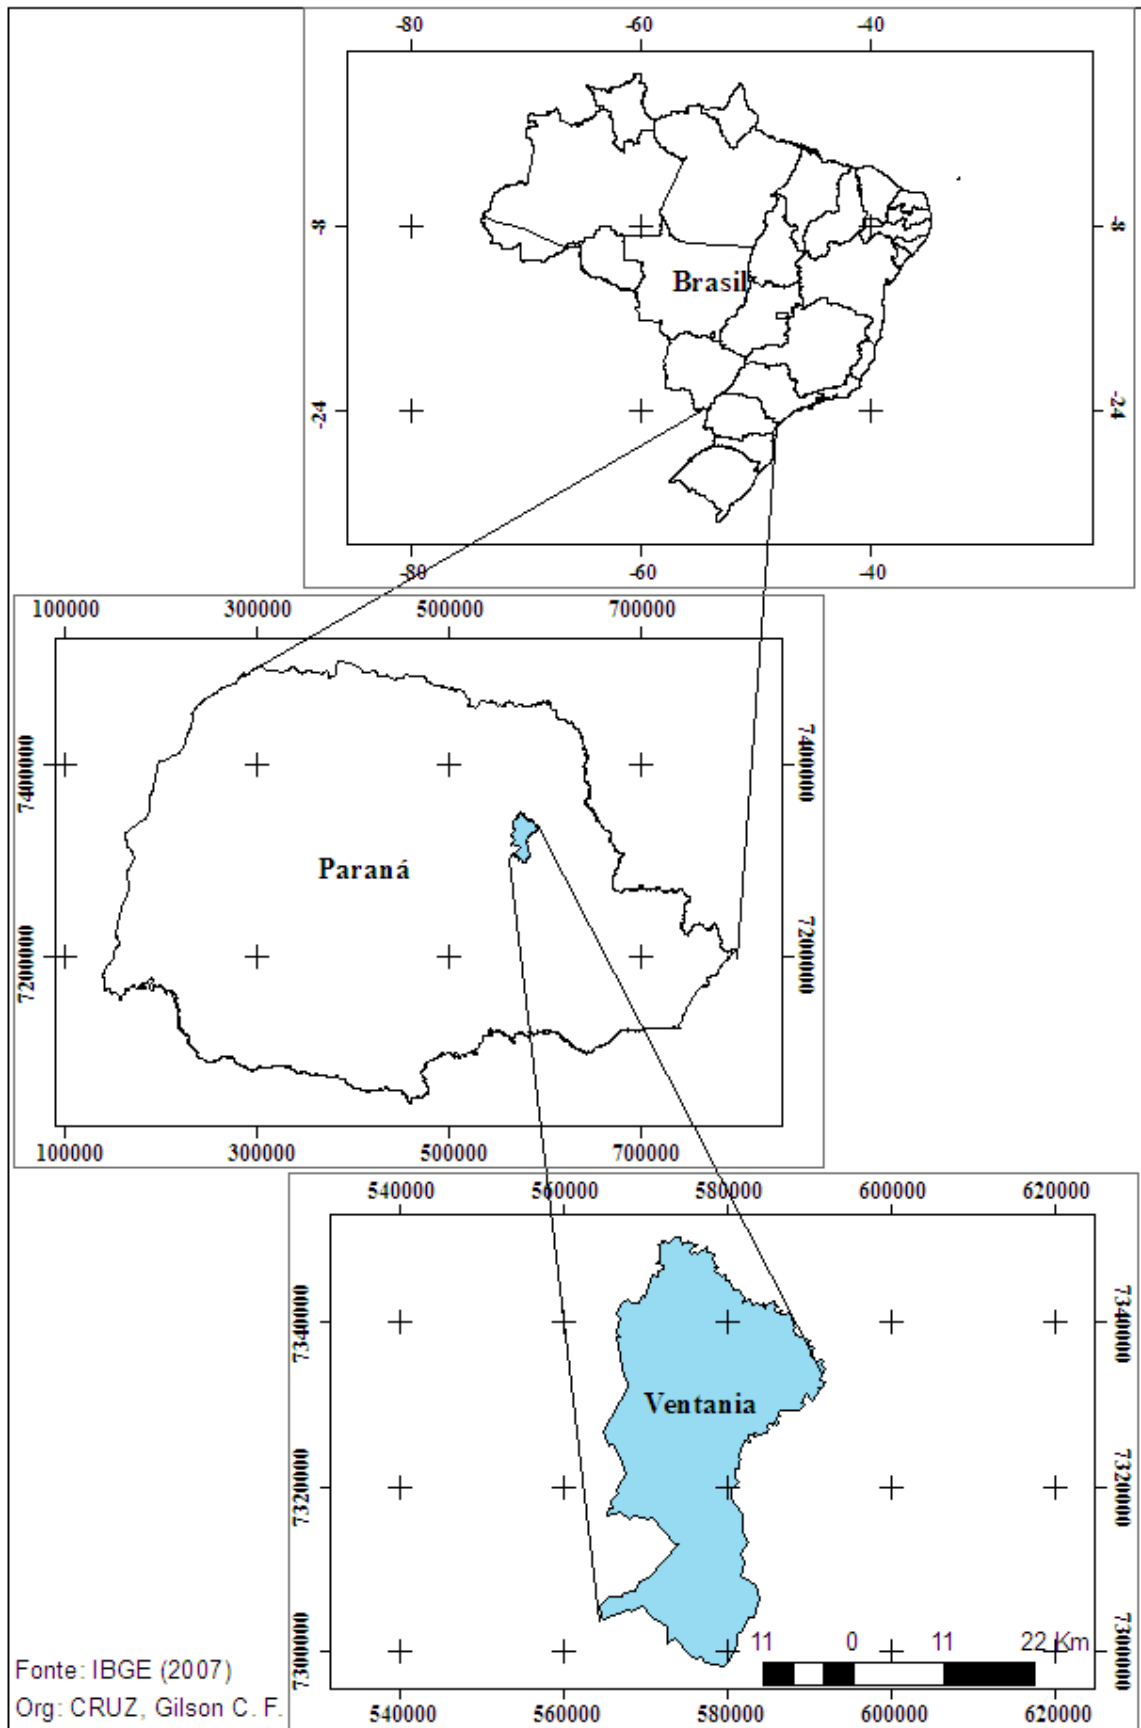 -80 -60 -40
-8 -8
Brasil
-24 -24
-80 -60 -40
100000 300000 500000 700000
7400000 7400000
Paraná
7200000 7200000
100000 300000 500000 700000
540000 560000 580000 600000 620000
7340000 7340000
Ventania
7320000 7320000
7300000 7300000
11 0 11 22 Km
540000 560000 580000 600000 620000
Fonte: IBGE (2007)
Org: CRUZ, Gilson C. F.